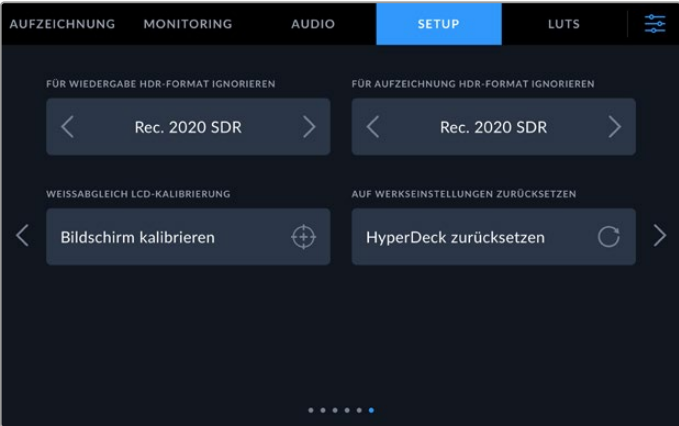 AUFZEICHNUNG MONITORING AUDIO SETUP LUTS
FÜR WIEDERGABE HDR-FORMAT IGNORIEREN FÜR AUFZEICHNUNG HDR-FORMAT IGNORIEREN
Rec. 2020 SDR Rec. 2020 SDR
WEISSABGLEICH LCD-KALIBRIERUNG AUF WERKSEINSTELLUNGEN ZURÜCKSETZEN
Bildschirm kalibrieren HyperDeck zurücksetzen